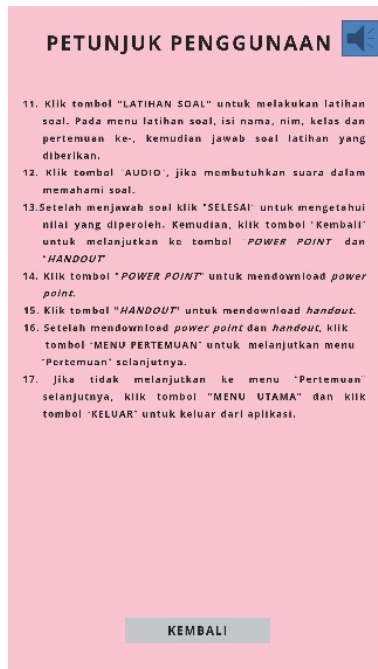 PETUNJUK PENGGUNAAN
11. Klik tombol "LATIHAN SOAL" untuk melakukan latihan
soal. Pada menu latihan soal, isi nama, nim, kelas dan
pertemuan ke-, kemudian jawab soal latihan yang
diberikan.
12. Klik tombol "AUDIO", jika membutuhkan suara dalam
memahami soal.
13.Setelah menjawab soal klik "SELESAI" untuk mengetahui
nilai yang diperoleh. Kemudian, klik tombol "Kembali"
untuk melanjutkan ke tombol "POWER POINT dan
"HANDOUT"
14. Klik tombol "POWER POINT" untuk mendownload power
point.
15. Klik tombol "HANDOUT" untuk mendownload handout.
16. Setelah mendownload power point dan handout, klik
tombol "MENU PERTEMUAN" untuk melanjutkan menu
"Pertemuan" selanjutnya.
17. Jika tidak melanjutkan ke menu "Pertemuan"
selanjutnya, klik tombol "MENU UTAMA" dan klik
tombol "KELUAR" untuk keluar dari aplikasi.
KEMBALI